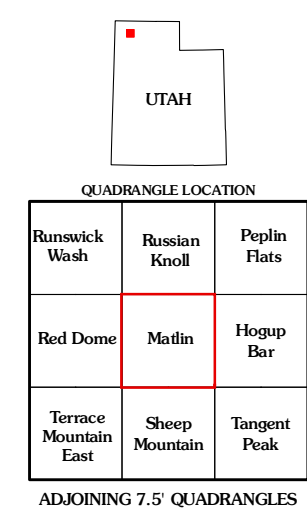 UTAH
QUADRANGLE LOCATION
Runswick
Wash
Russian
Knoll
Peplin
Flats
Red Dome
Matlin
Hogup
Bar
Terrace
Mountain
East
Sheep
Mountain
Tangent
Peak
ADJOINING 7.5' QUADRANGLES